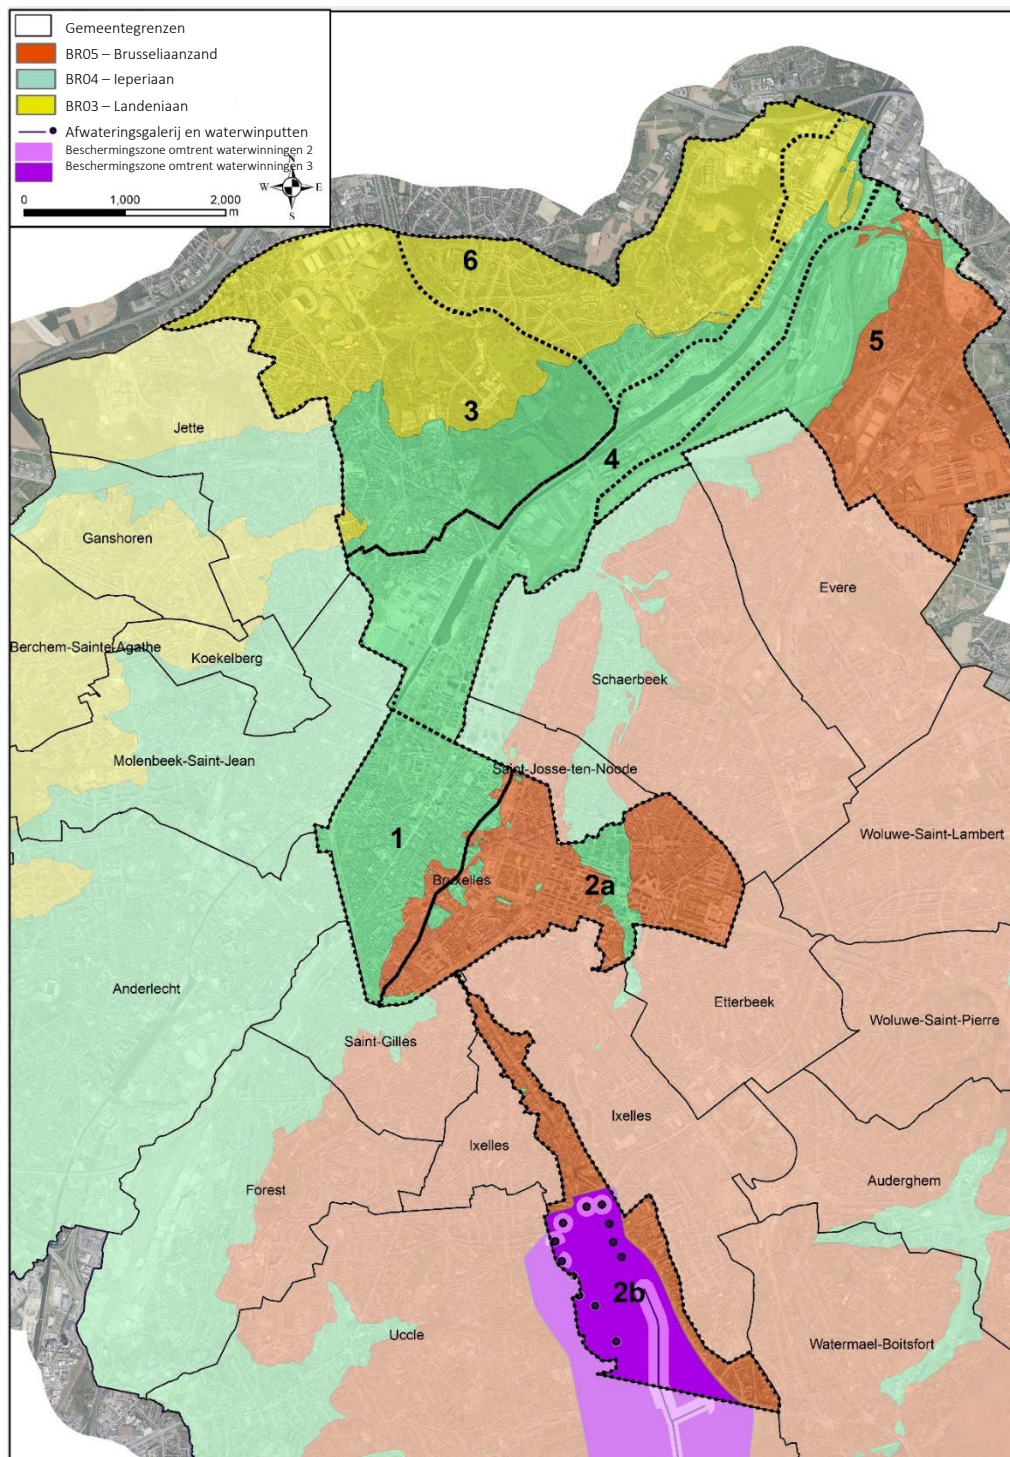 Gemeentegrenzen
BR05 – Brusseliaanzand
BR04 – Ieperiaan
BR03 – Landeniaan
Afwateringsgalerij en waterwinputten
Beschermingszone omtrent waterwinningen 2
Beschermingszone omtrent waterwinningen 3
N
W E
S
0 1,000 2,000
m
6
5
3
Jette
4
Ganshoren
Evere
Berchem-Sainte-Agathe
Koekelberg
Schaerbeek
Molenbeek-Saint-Jean
Saint-Josse-ten-Noode
Woluwe-Saint-Lambert
1
Bruxelles
2a
Anderlecht
Etterbeek
Woluwe-Saint-Pierre
Saint-Gilles
Ixelles
Ixelles
Auderghem
Forest
2b
Uccle
Watermael-Boitsfort